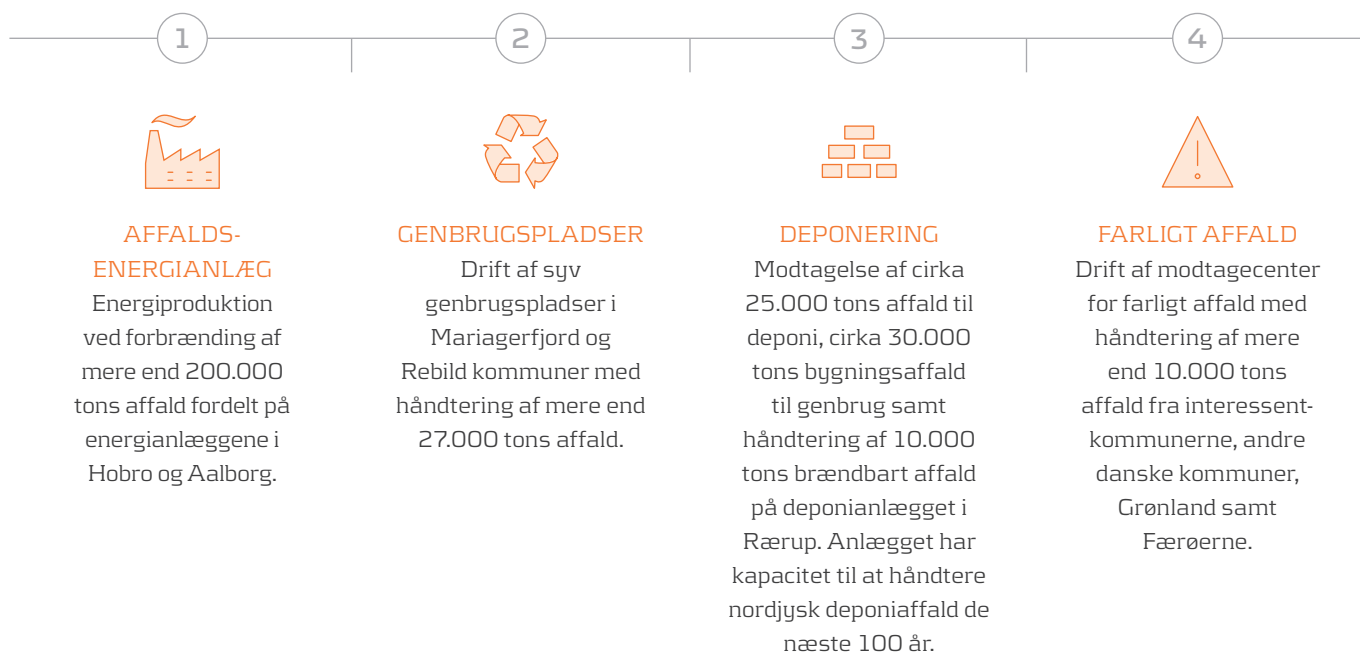 1
2
3
4
AFFALDS-
ENERGIANLÆG
Energiproduktion
ved forbrænding af
mere end 200.000
tons affald fordelt på
energianlæggene i
Hobro og Aalborg.
GENBRUGSPLADSER
Drift af syv
genbrugspladser i
Mariagerfjord og
Rebild kommuner med
håndtering af mere end
27.000 tons affald.
DEPONERING
Modtagelse af cirka
25.000 tons affald til
deponi, cirka 30.000
tons bygningsaffald
til genbrug samt
håndtering af 10.000
tons brændbart affald
på deponianlægget i
Rærup. Anlægget har
kapacitet til at håndtere
nordjysk deponiaffald de
næste 100 år.
FARLIGT AFFALD
Drift af modtagecenter
for farligt affald med
håndtering af mere
end 10.000 tons
affald fra interessent-
kommunerne, andre
danske kommuner,
Grønland samt
Færøerne.